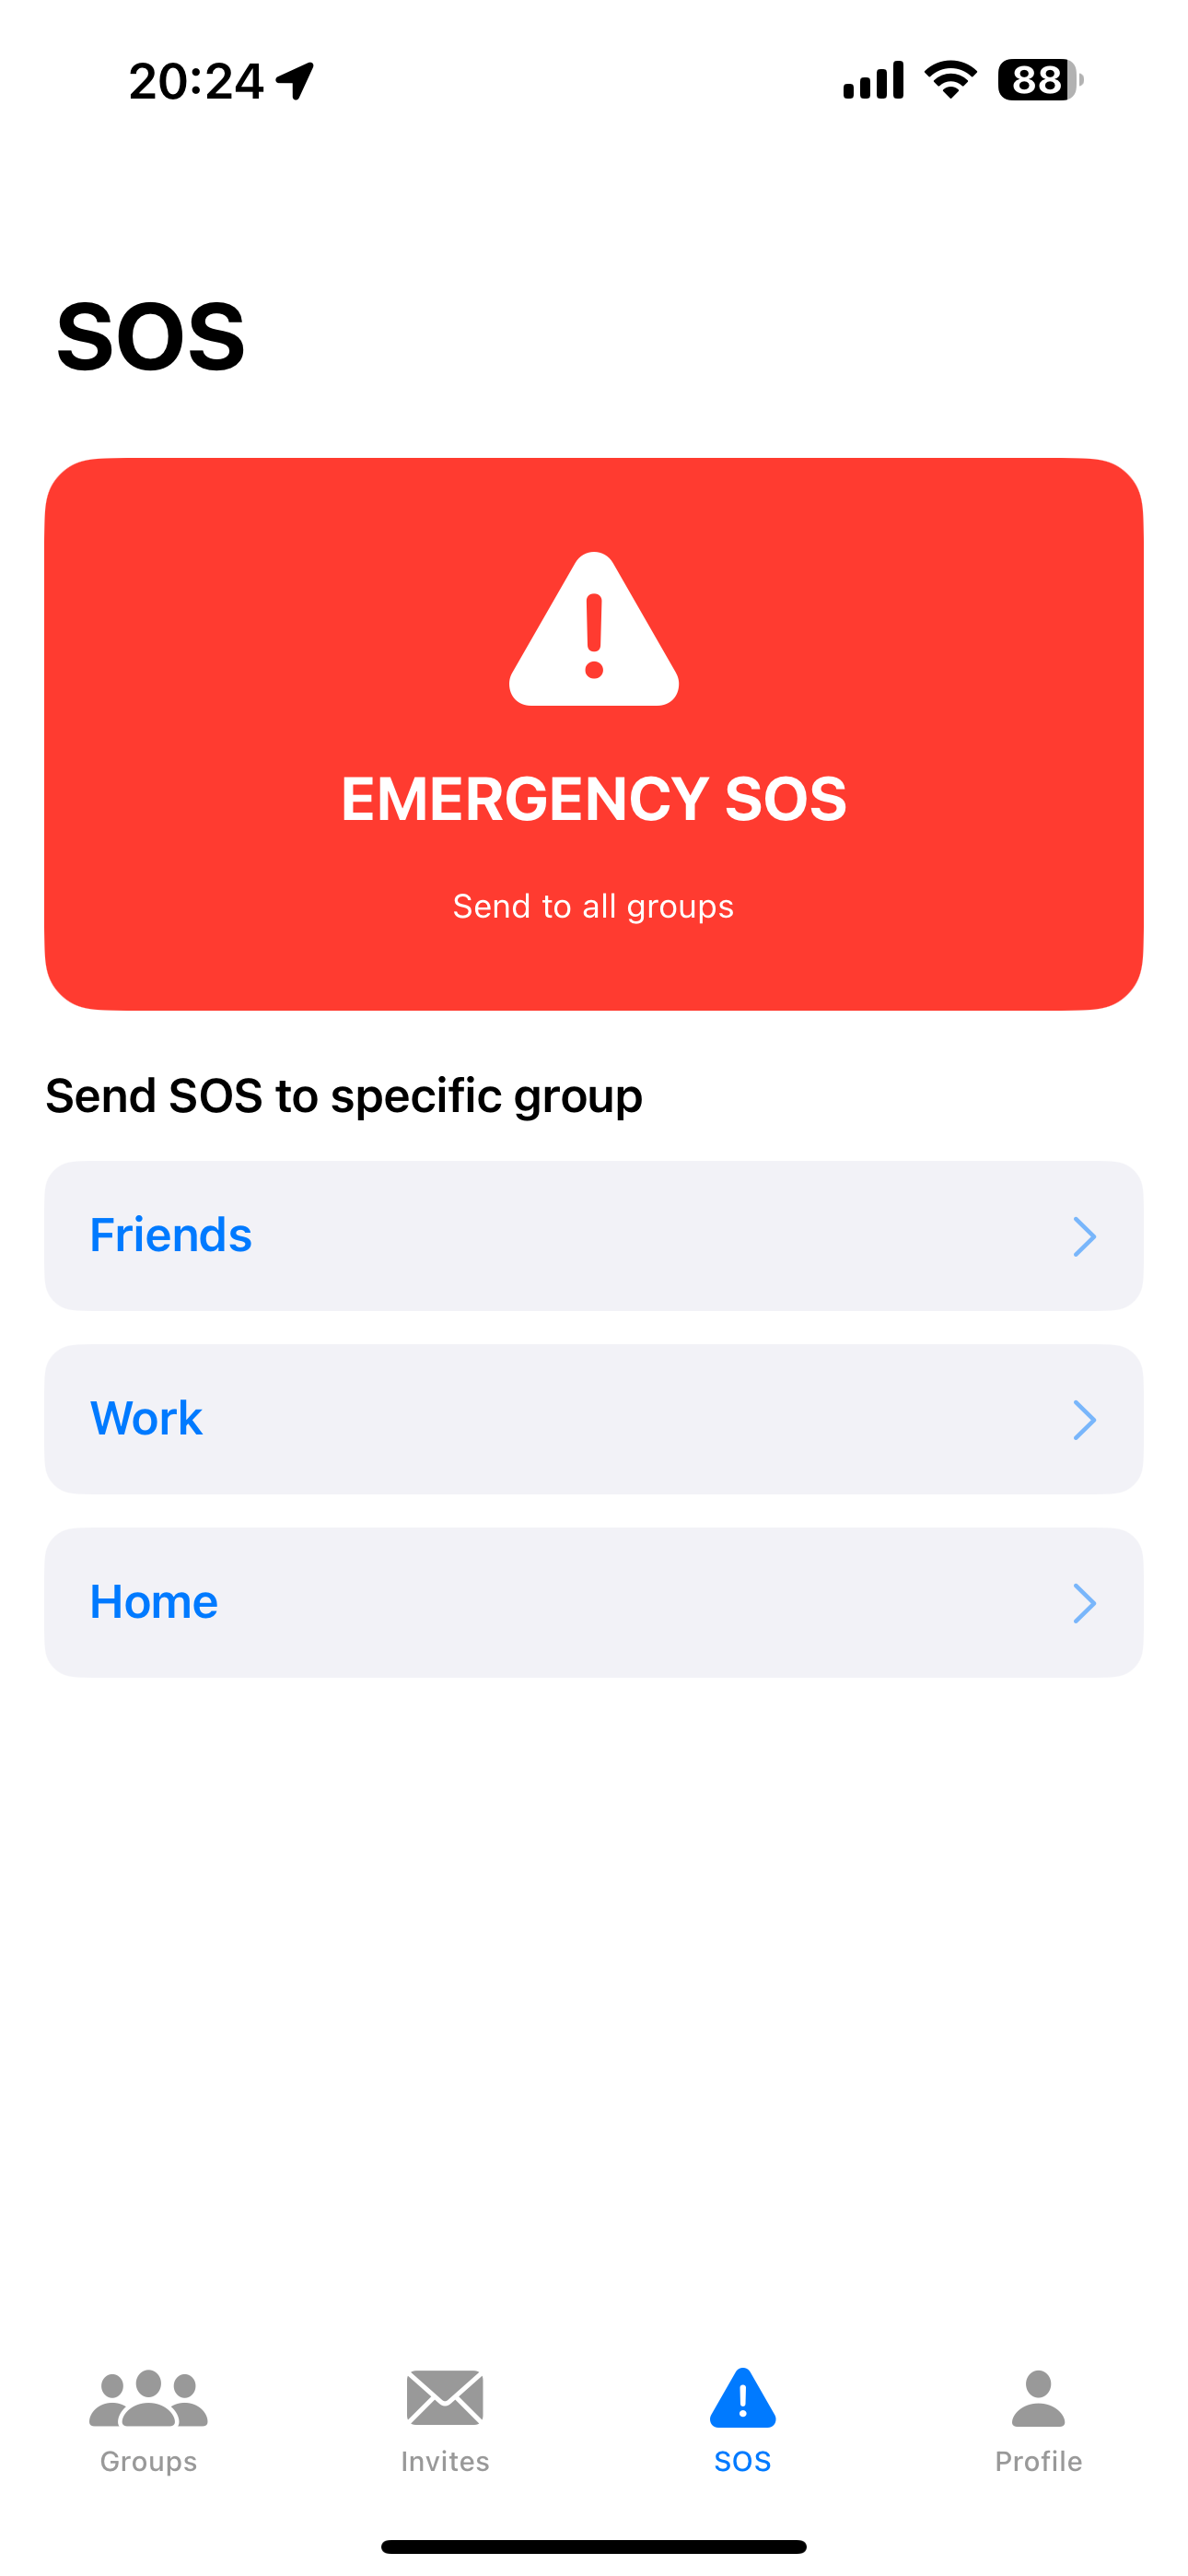 20:24
88
SOS
EMERGENCY SOS
Send to all groups
Send SOS to specific group
Friends
Work
Home
Groups
Invites
SOS
Profile